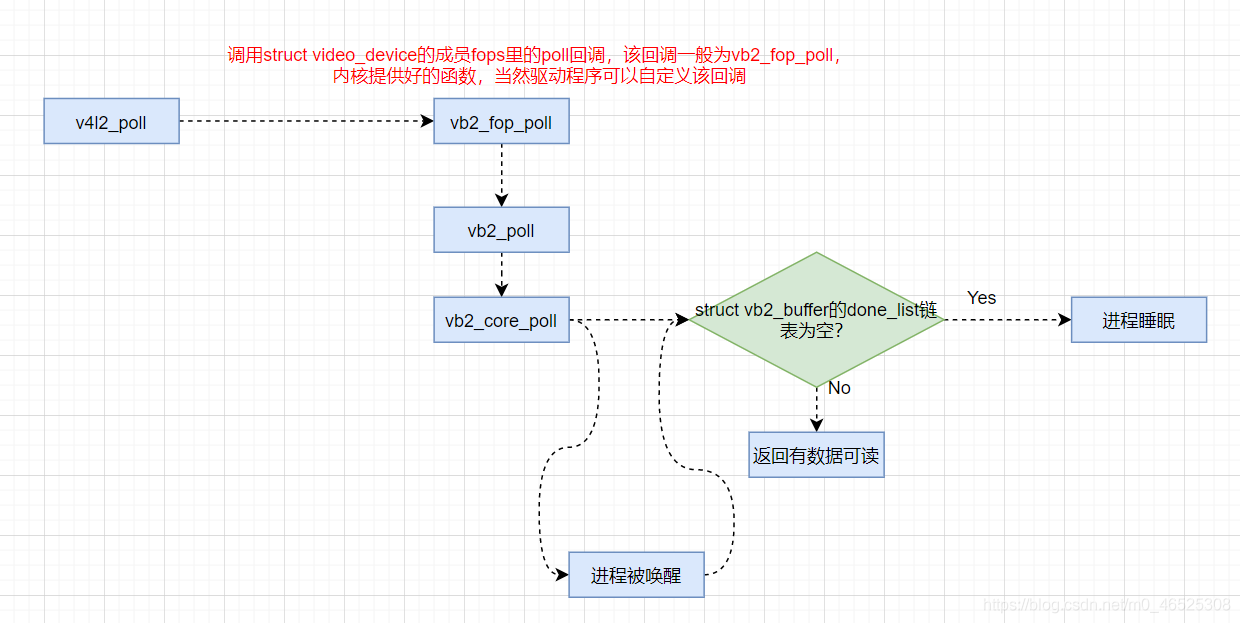 调用struct video_device的成员fops里的poll回调，该回调一般为vb2_fop_poll，
内核提供好的函数，当然驱动程序可以自定义该回调
v4l2_poll
vb2_fop_poll
vb2_poll
vb2_core_poll
struct vb2_buffer的done_list链
表为空？
Yes
进程睡眠
No
返回有数据可读
进程被唤醒
https://blog.csdn.net/m0_46525308